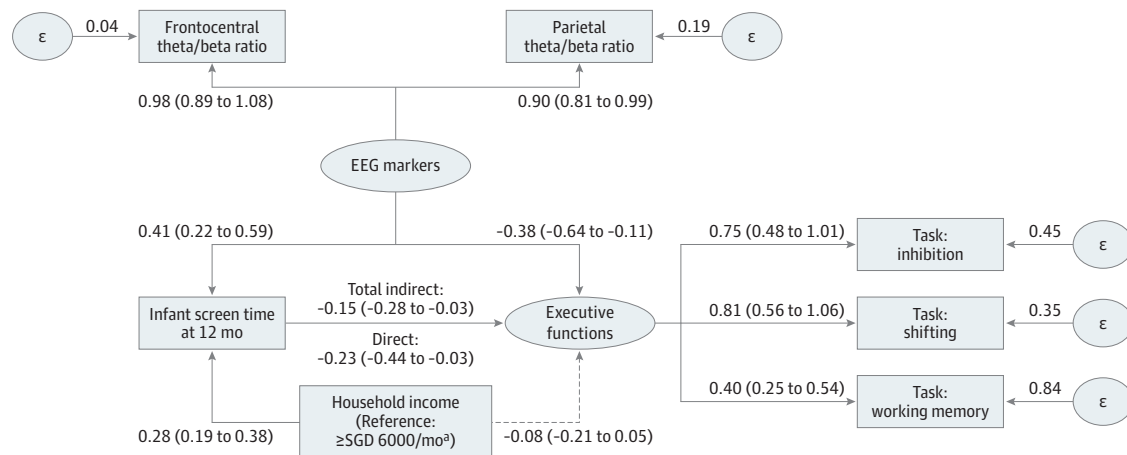 ε
0.04
Frontocentral
theta/beta ratio
Parietal
theta/beta ratio
0.19
ε
0.98 (0.89 to 1.08)
0.90 (0.81 to 0.99)
EEG markers
0.41 (0.22 to 0.59)
-0.38 (-0.64 to -0.11)
0.75 (0.48 to 1.01)
Task:
inhibition
0.45
ε
Infant screen time
at 12 mo
Total indirect:
-0.15 (-0.28 to -0.03)
Direct:
-0.23 (-0.44 to -0.03)
Executive
functions
0.81 (0.56 to 1.06)
Task:
shifting
0.35
ε
0.28 (0.19 to 0.38)
Household income
(Reference:
≥SGD 6000/moᵃ)
-0.08 (-0.21 to 0.05)
0.40 (0.25 to 0.54)
Task:
working memory
0.84
ε